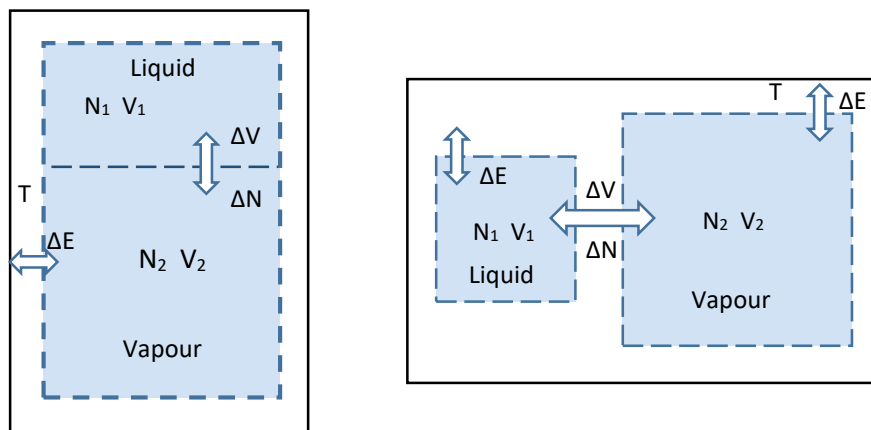 Liquid
N₁ V₁
ΔV
T
ΔN
ΔE
N₂ V₂
Vapour
T
ΔE
ΔE
ΔV
N₁ V₁
N₂ V₂
ΔN
Liquid
Vapour